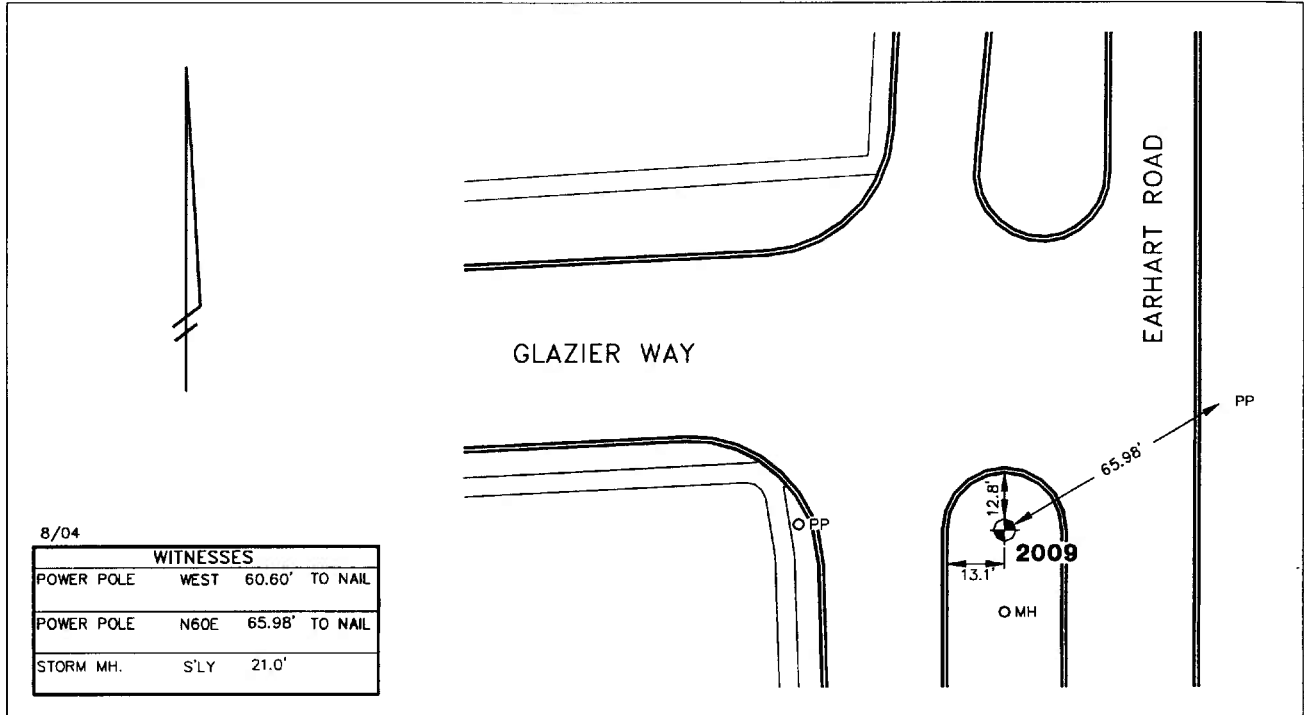 EARHART ROAD
GLAZIER WAY
PP
65.98'
12.8'
PP
2009
13.1'
MH
8/04
WITNESSES
POWER POLE WEST 60.60' TO NAIL
POWER POLE N60E 65.98' TO NAIL
STORM MH. S'LY 21.0'